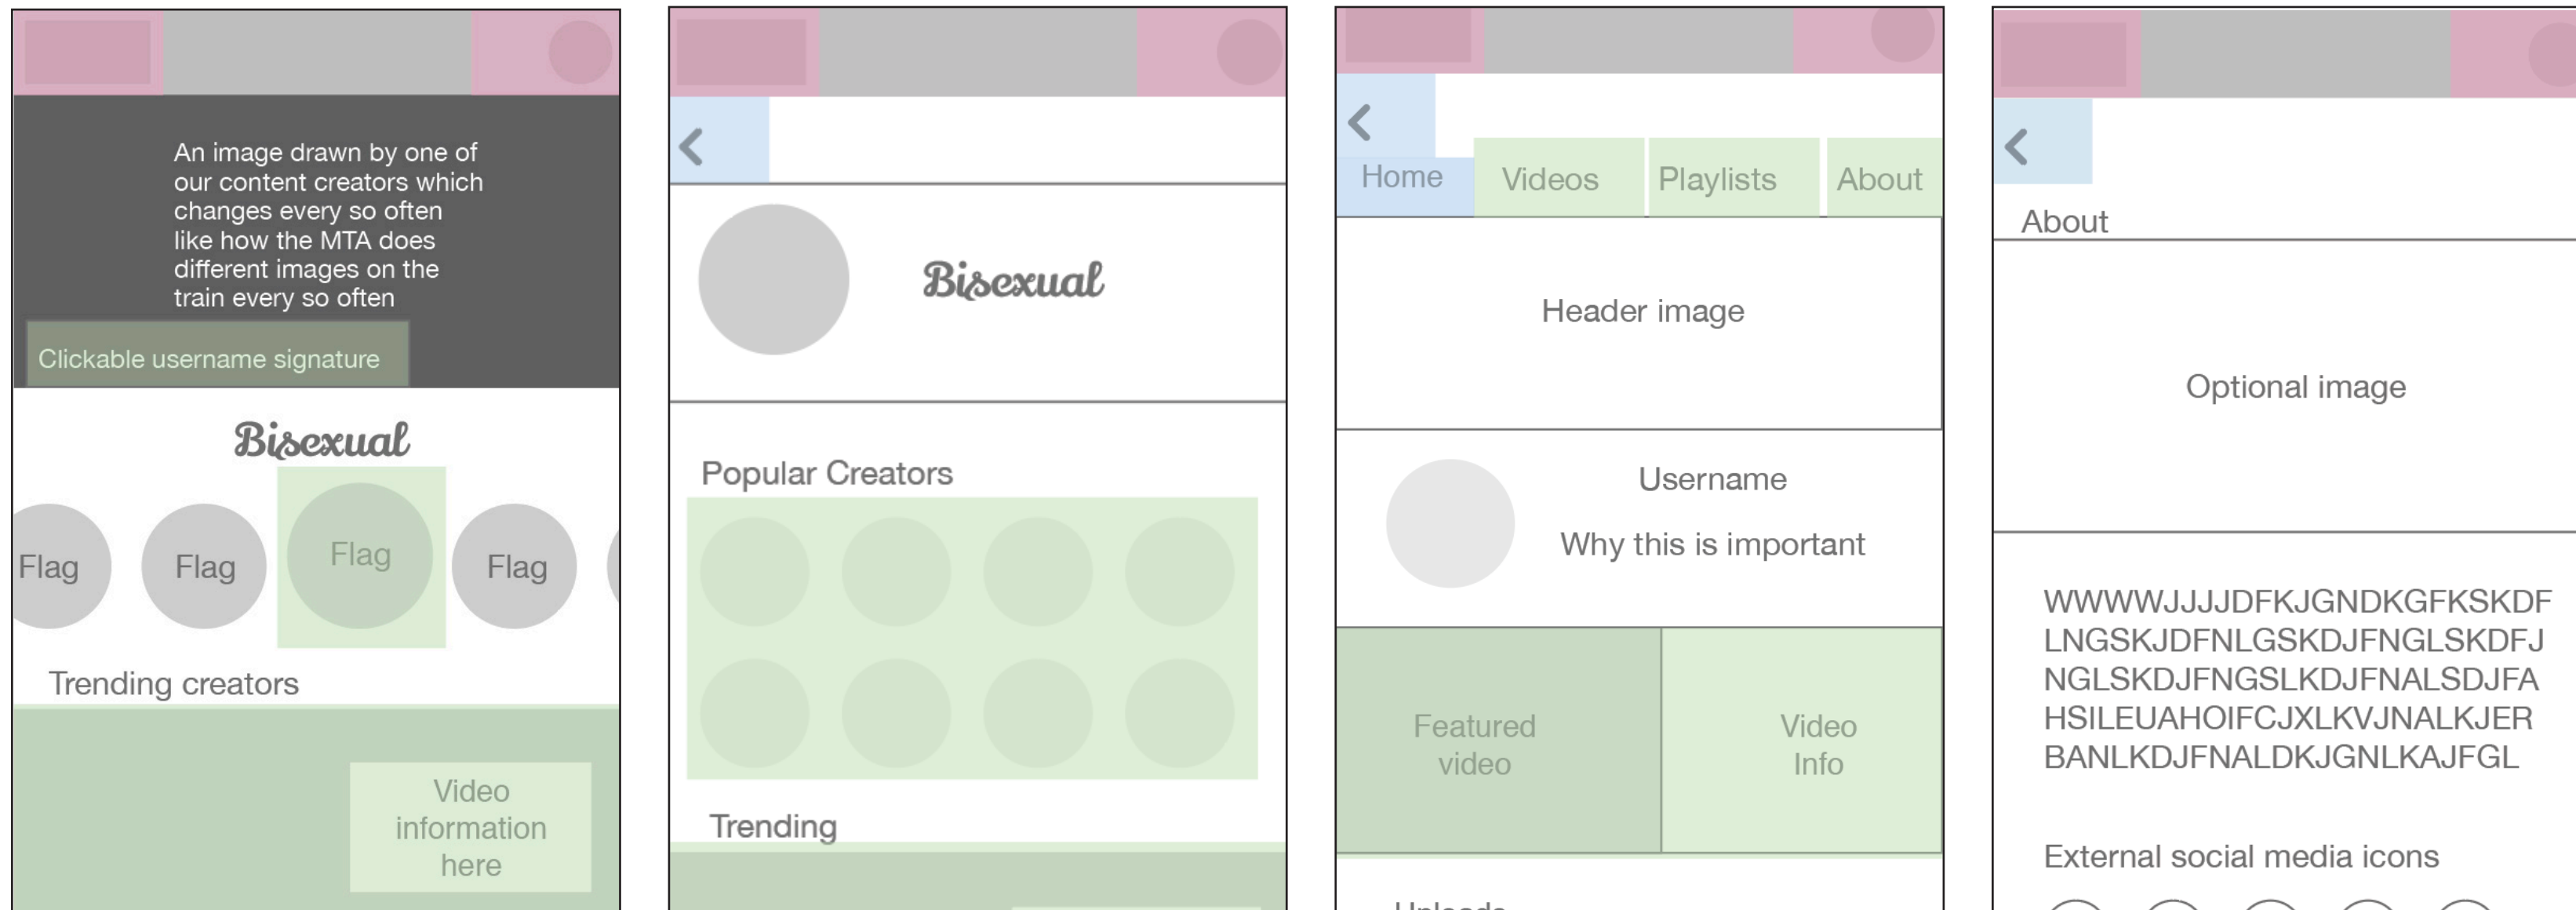 An image drawn by one of
our content creators which
changes every so often
like how the MTA does
different images on the
train every so often
Clickable username signature
Bisexual
Flag
Flag
Flag
Flag
Trending creators
Video
information
here
Bisexual
Popular Creators
Trending
Home
Videos
Playlists
About
Header image
Username
Why this is important
Featured
video
Video
Info
Uploads
About
Optional image
WWWWJJJJDFKJGNDKGFKSKDF
LNGSKJDFNLGSKDJFNGLSKDFJ
NGLSKDJFNGSLKDJFNALSDJFA
HSILEUAHOIFCJXLKVJNALKJER
BANLKDJFNALDKJGNLKAJFGL
External social media icons